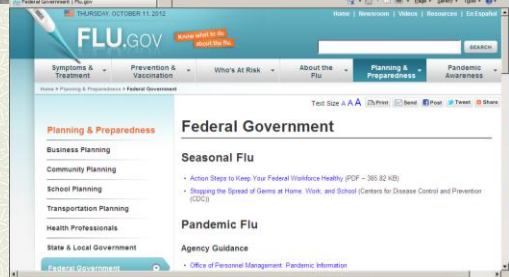 Federal Government | Flu.gov
THURSDAY, OCTOBER 11, 2012
Home | Newsroom | Videos | Resources | En Español
FLU.GOV
Know what to do
about the flu.
SEARCH
Symptoms & Treatment
Prevention & Vaccination
Who's At Risk
About the Flu
Planning & Preparedness
Pandemic Awareness
Home > Planning & Preparedness > Federal Government
Text Size A A A Print Send Post Tweet Share
Planning & Preparedness
Business Planning
Community Planning
School Planning
Transportation Planning
Health Professionals
State & Local Government
Federal Government
Federal Government
Seasonal Flu
• Action Steps to Keep Your Federal Workforce Healthy (PDF – 365.82 KB)
• Stopping the Spread of Germs at Home, Work, and School (Centers for Disease Control and Prevention
(CDC))
Pandemic Flu
Agency Guidance
• Office of Personnel Management: Pandemic Information